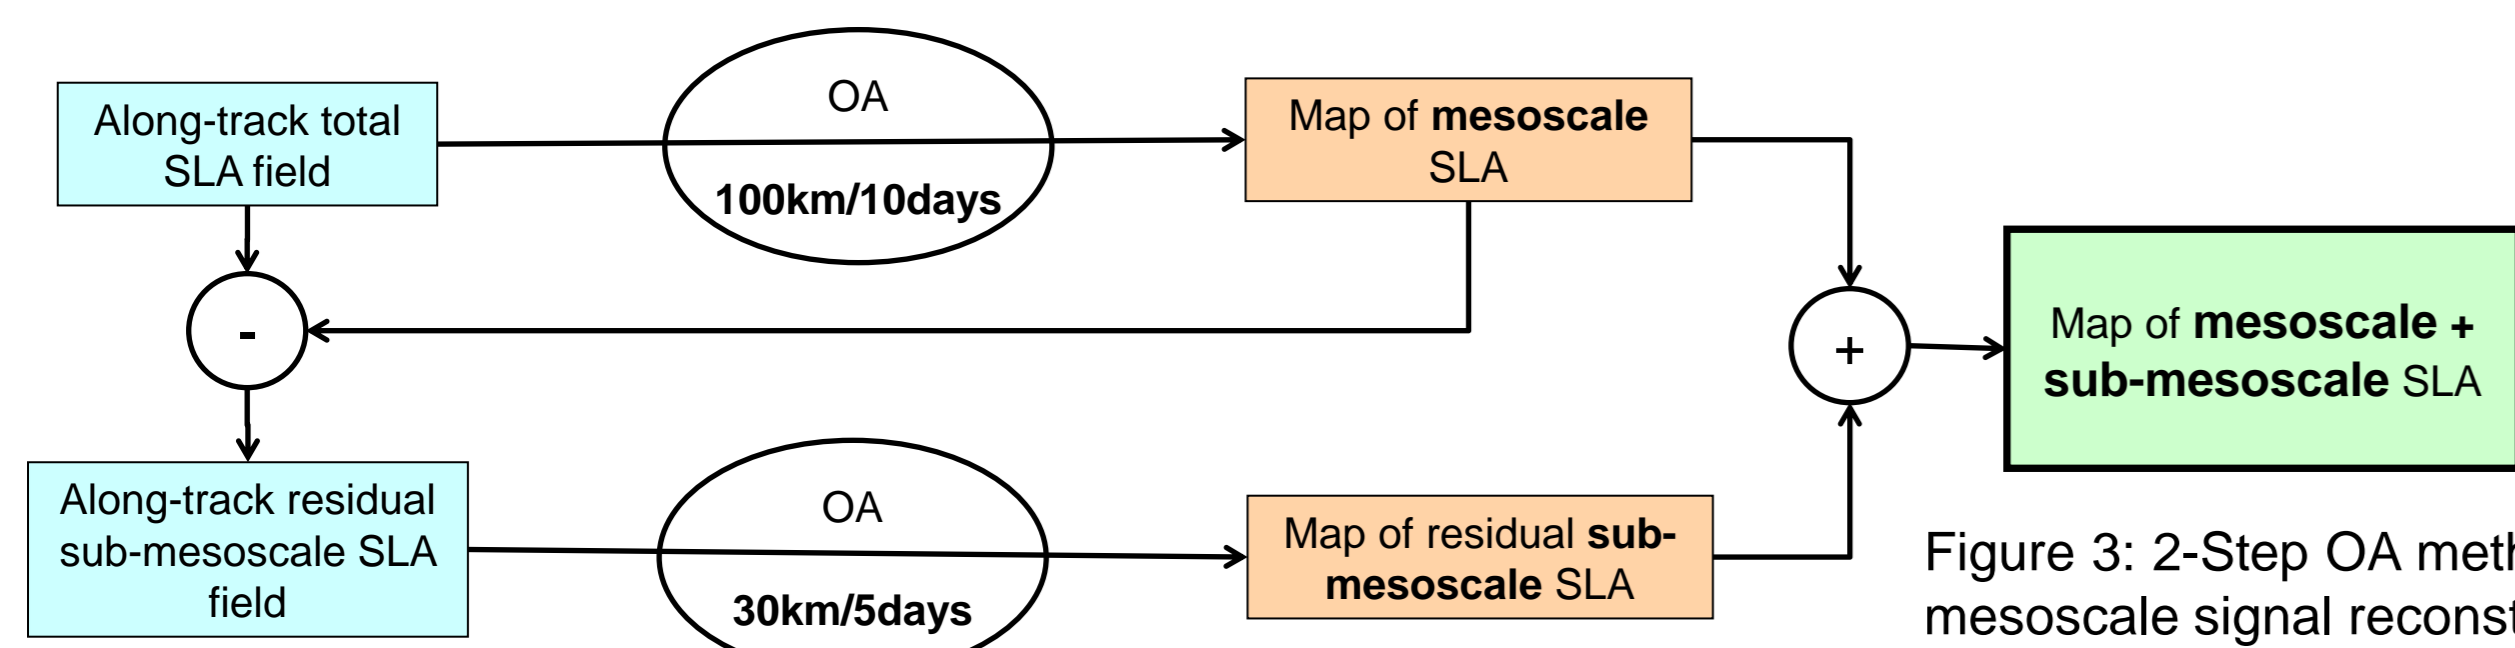 Along-track total
SLA field
OA
100km/10days
Map of mesoscale
SLA
-
+
Map of mesoscale +
sub-mesoscale SLA
Along-track residual
sub-mesoscale SLA
field
OA
30km/5days
Map of residual sub-
mesoscale SLA
Figure 3: 2-Step OA
mesoscale signal